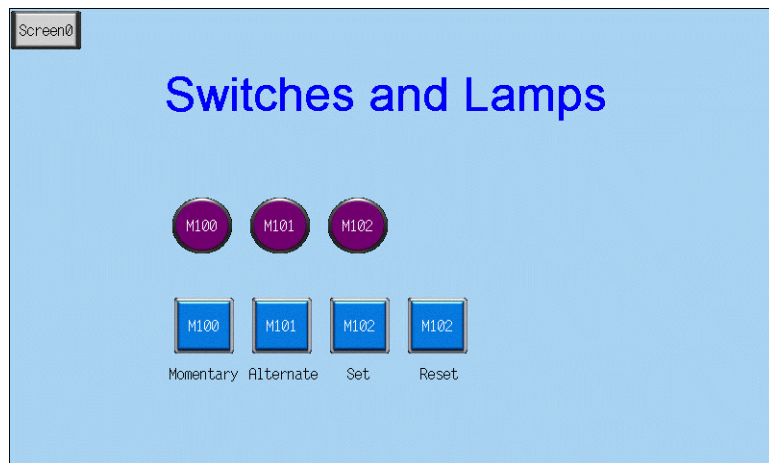 Screen0
Switches and Lamps
M100 M101 M102
M100 M101 M102 M102
Momentary Alternate Set Reset